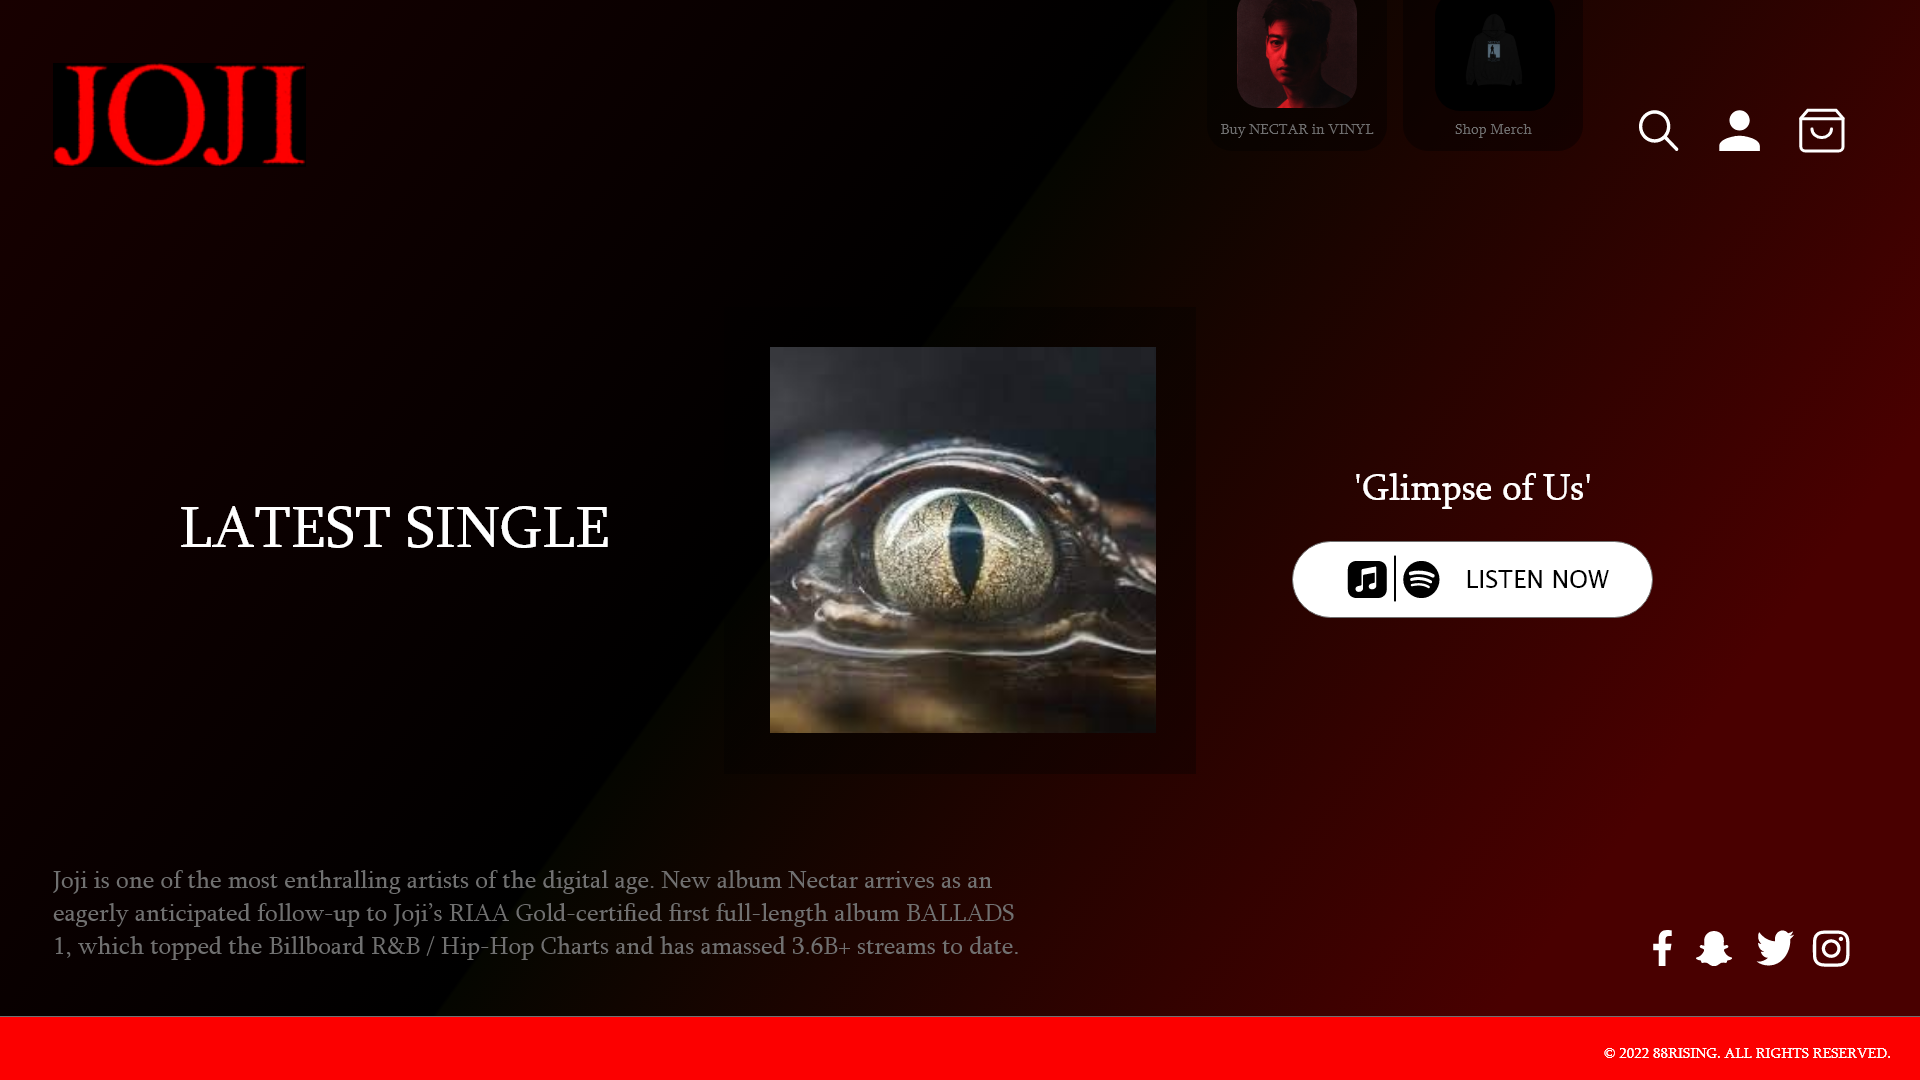 JOJI
Buy NECTAR in VINYL
Shop Merch
LATEST SINGLE
'Glimpse of Us'
LISTEN NOW
Joji is one of the most enthralling artists of the digital age. New album Nectar arrives as an
eagerly anticipated follow-up to Joji’s RIAA Gold-certified first full-length album BALLADS
1, which topped the Billboard R&B / Hip-Hop Charts and has amassed 3.6B+ streams to date.
© 2022 88RISING. ALL RIGHTS RESERVED.